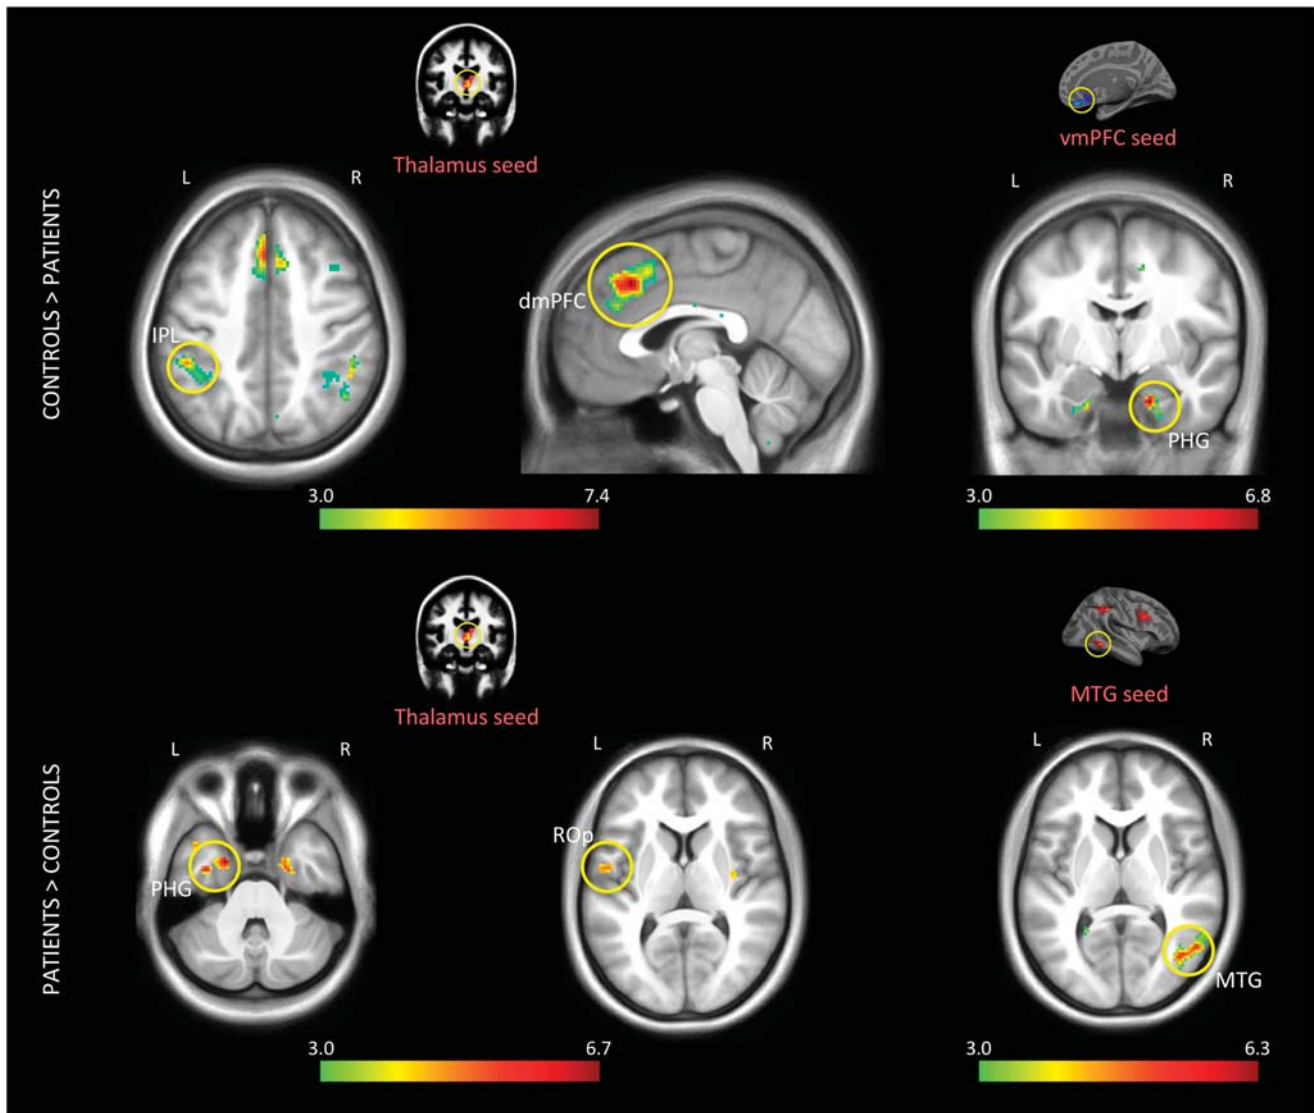 Thalamus seed
vmPFC seed
L R
L R
CONTROLS > PATIENTS
IPL
dmPFC
PHG
3.0 7.4
3.0 6.8
Thalamus seed
MTG seed
L R
L R
L R
PATIENTS > CONTROLS
PHG
ROp
MTG
3.0 6.7
3.0 6.3